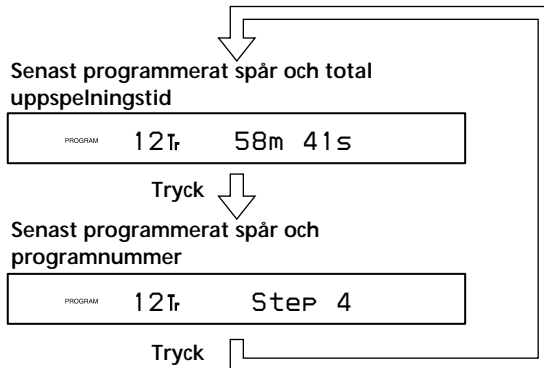 Senast programmerat spår och total
uppspelningstid
PROGRAM 12Tr 58m 41s
Tryck
Senast programmerat spår och
programnummer
PROGRAM 12Tr Step 4
Tryck